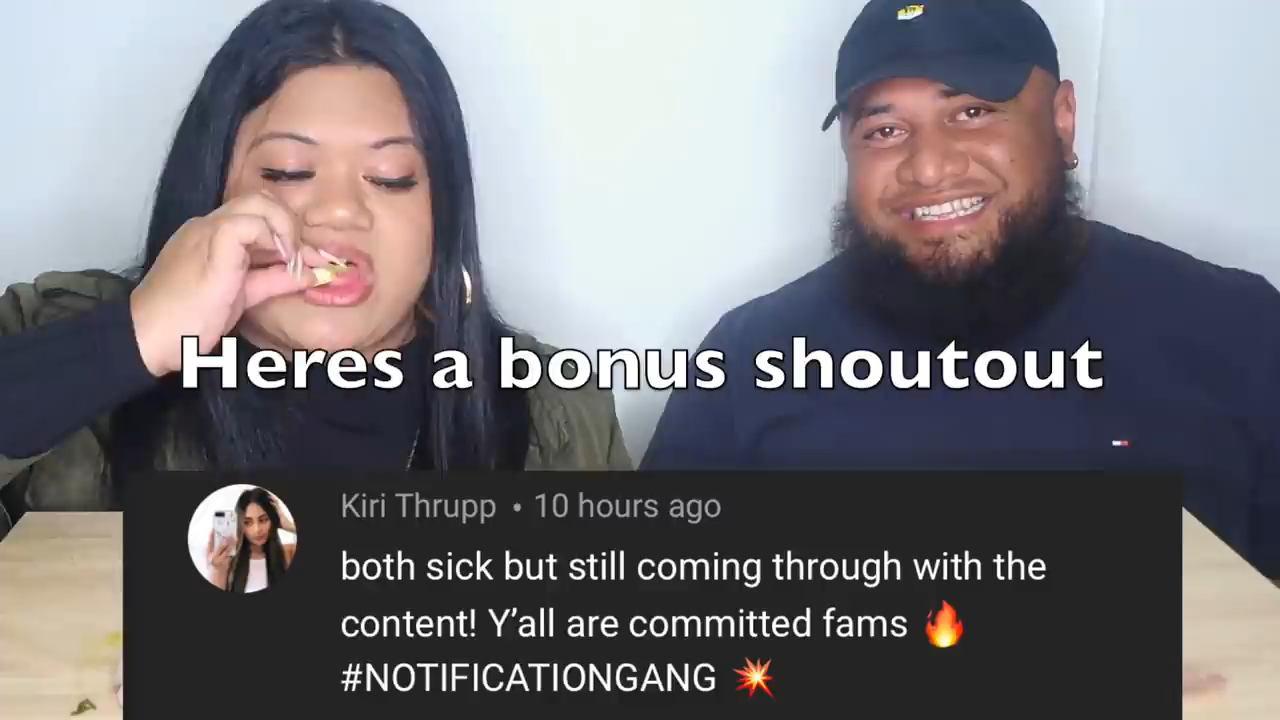 Heres a bonus shoutout
Kiri Thrupp • 10 hours ago
both sick but still coming through with the
content! Y'all are committed fams 🔥
#NOTIFICATIONGANG 💥